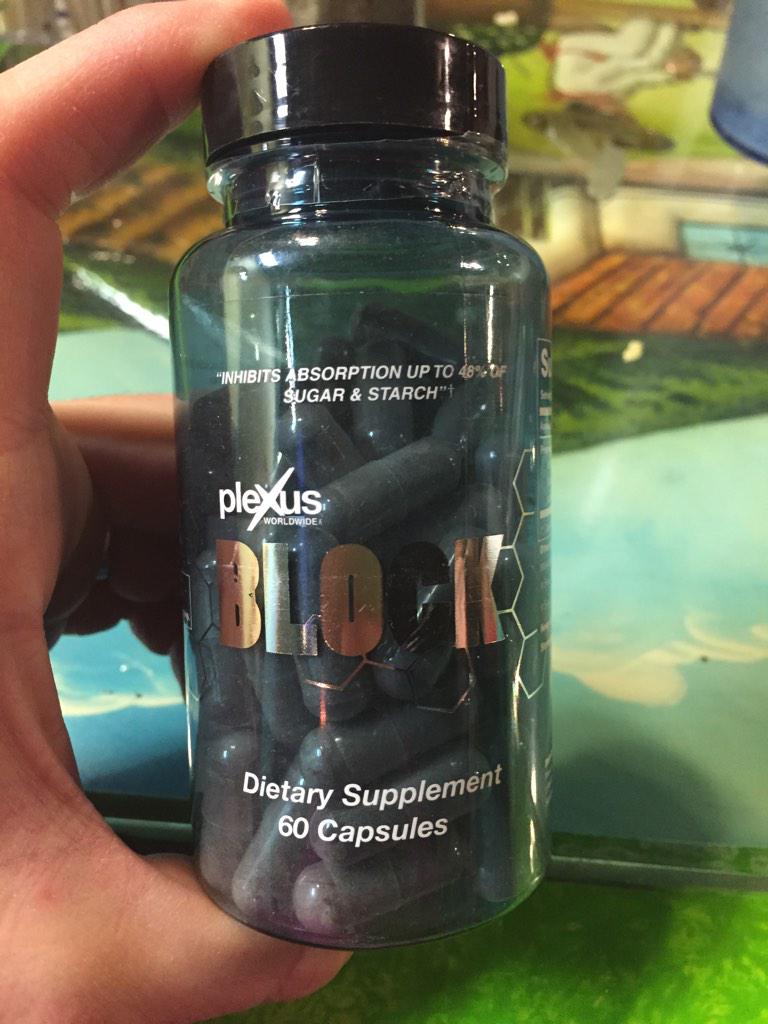 “INHIBITS ABSORPTION UP TO 48% OF
SUGAR & STARCH”†
plexus
WORLDWIDE
BLOCK
Dietary Supplement
60 Capsules